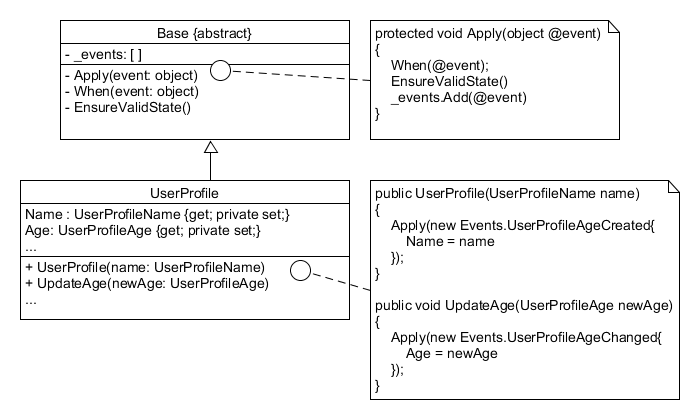 Base {abstract}
- _events: [ ]
- Apply(event: object)
- When(event: object)
- EnsureValidState()
protected void Apply(object @event)
{
When(@event);
EnsureValidState()
_events.Add(@event)
}
UserProfile
Name : UserProfileName {get; private set;}
Age: UserProfileAge {get; private set;}
...
+ UserProfile(name: UserProfileName)
+ UpdateAge(newAge: UserProfileAge)
...
public UserProfile(UserProfileName name)
{
Apply(new Events.UserProfileAgeCreated{
Name = name
});
}
public void UpdateAge(UserProfileAge newAge)
{
Apply(new Events.UserProfileAgeChanged{
Age = newAge
});
}